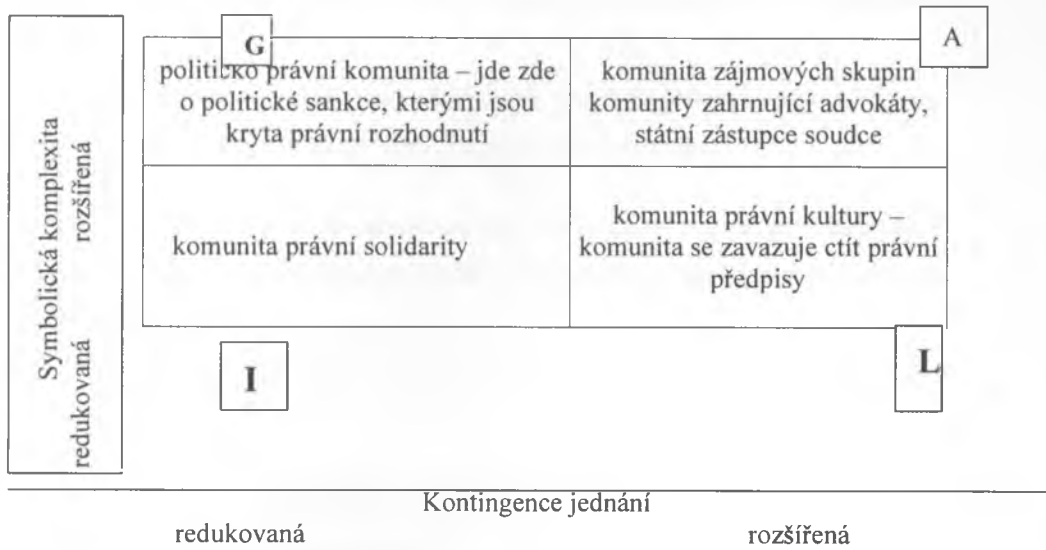 G
A
politicko právní komunita – jde zde
o politické sankce, kterými jsou
kryta právní rozhodnutí
komunita zájmových skupin
komunity zahrnující advokáty,
státní zástupce soudce
Symbolická komplexita
redukovaná rozšířená
komunita právní solidarity
komunita právní kultury –
komunita se zavazuje ctít právní
předpisy
I
L
Kontingence jednání
redukovaná rozšířená